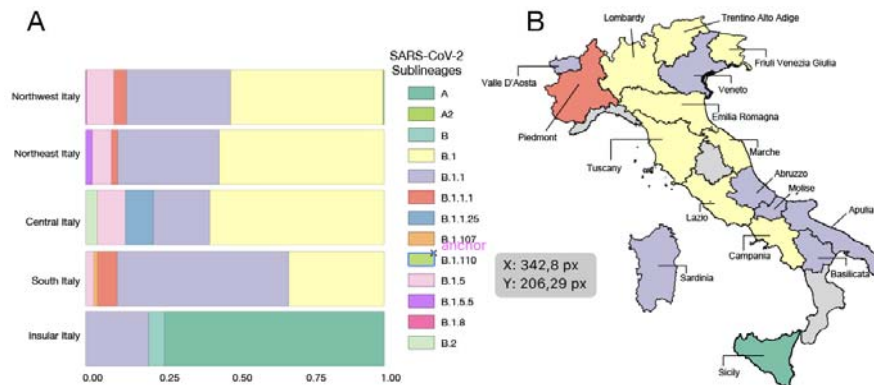 A
SARS-CoV-2
Sublineages
Northwest Italy
Northeast Italy
Central Italy
South Italy
Insular Italy
0.00 0.25 0.50 0.75 1.00
A
A2
B
B.1
B.1.1
B.1.1.1
B.1.1.25
B.1.107
anchor
B.1.110
B.1.5
B.1.5.5
B.1.8
B.2
X: 342,8 px
Y: 206,29 px
B
Lombardy
Trentino Alto Adige
Friuli Venezia Giulia
Valle D'Aosta
Veneto
Emilia Romagna
Piedmont
Marche
Tuscany
Abruzzo
Molise
Apulia
Lazio
Campania
Basilicata
Sardinia
Sicily